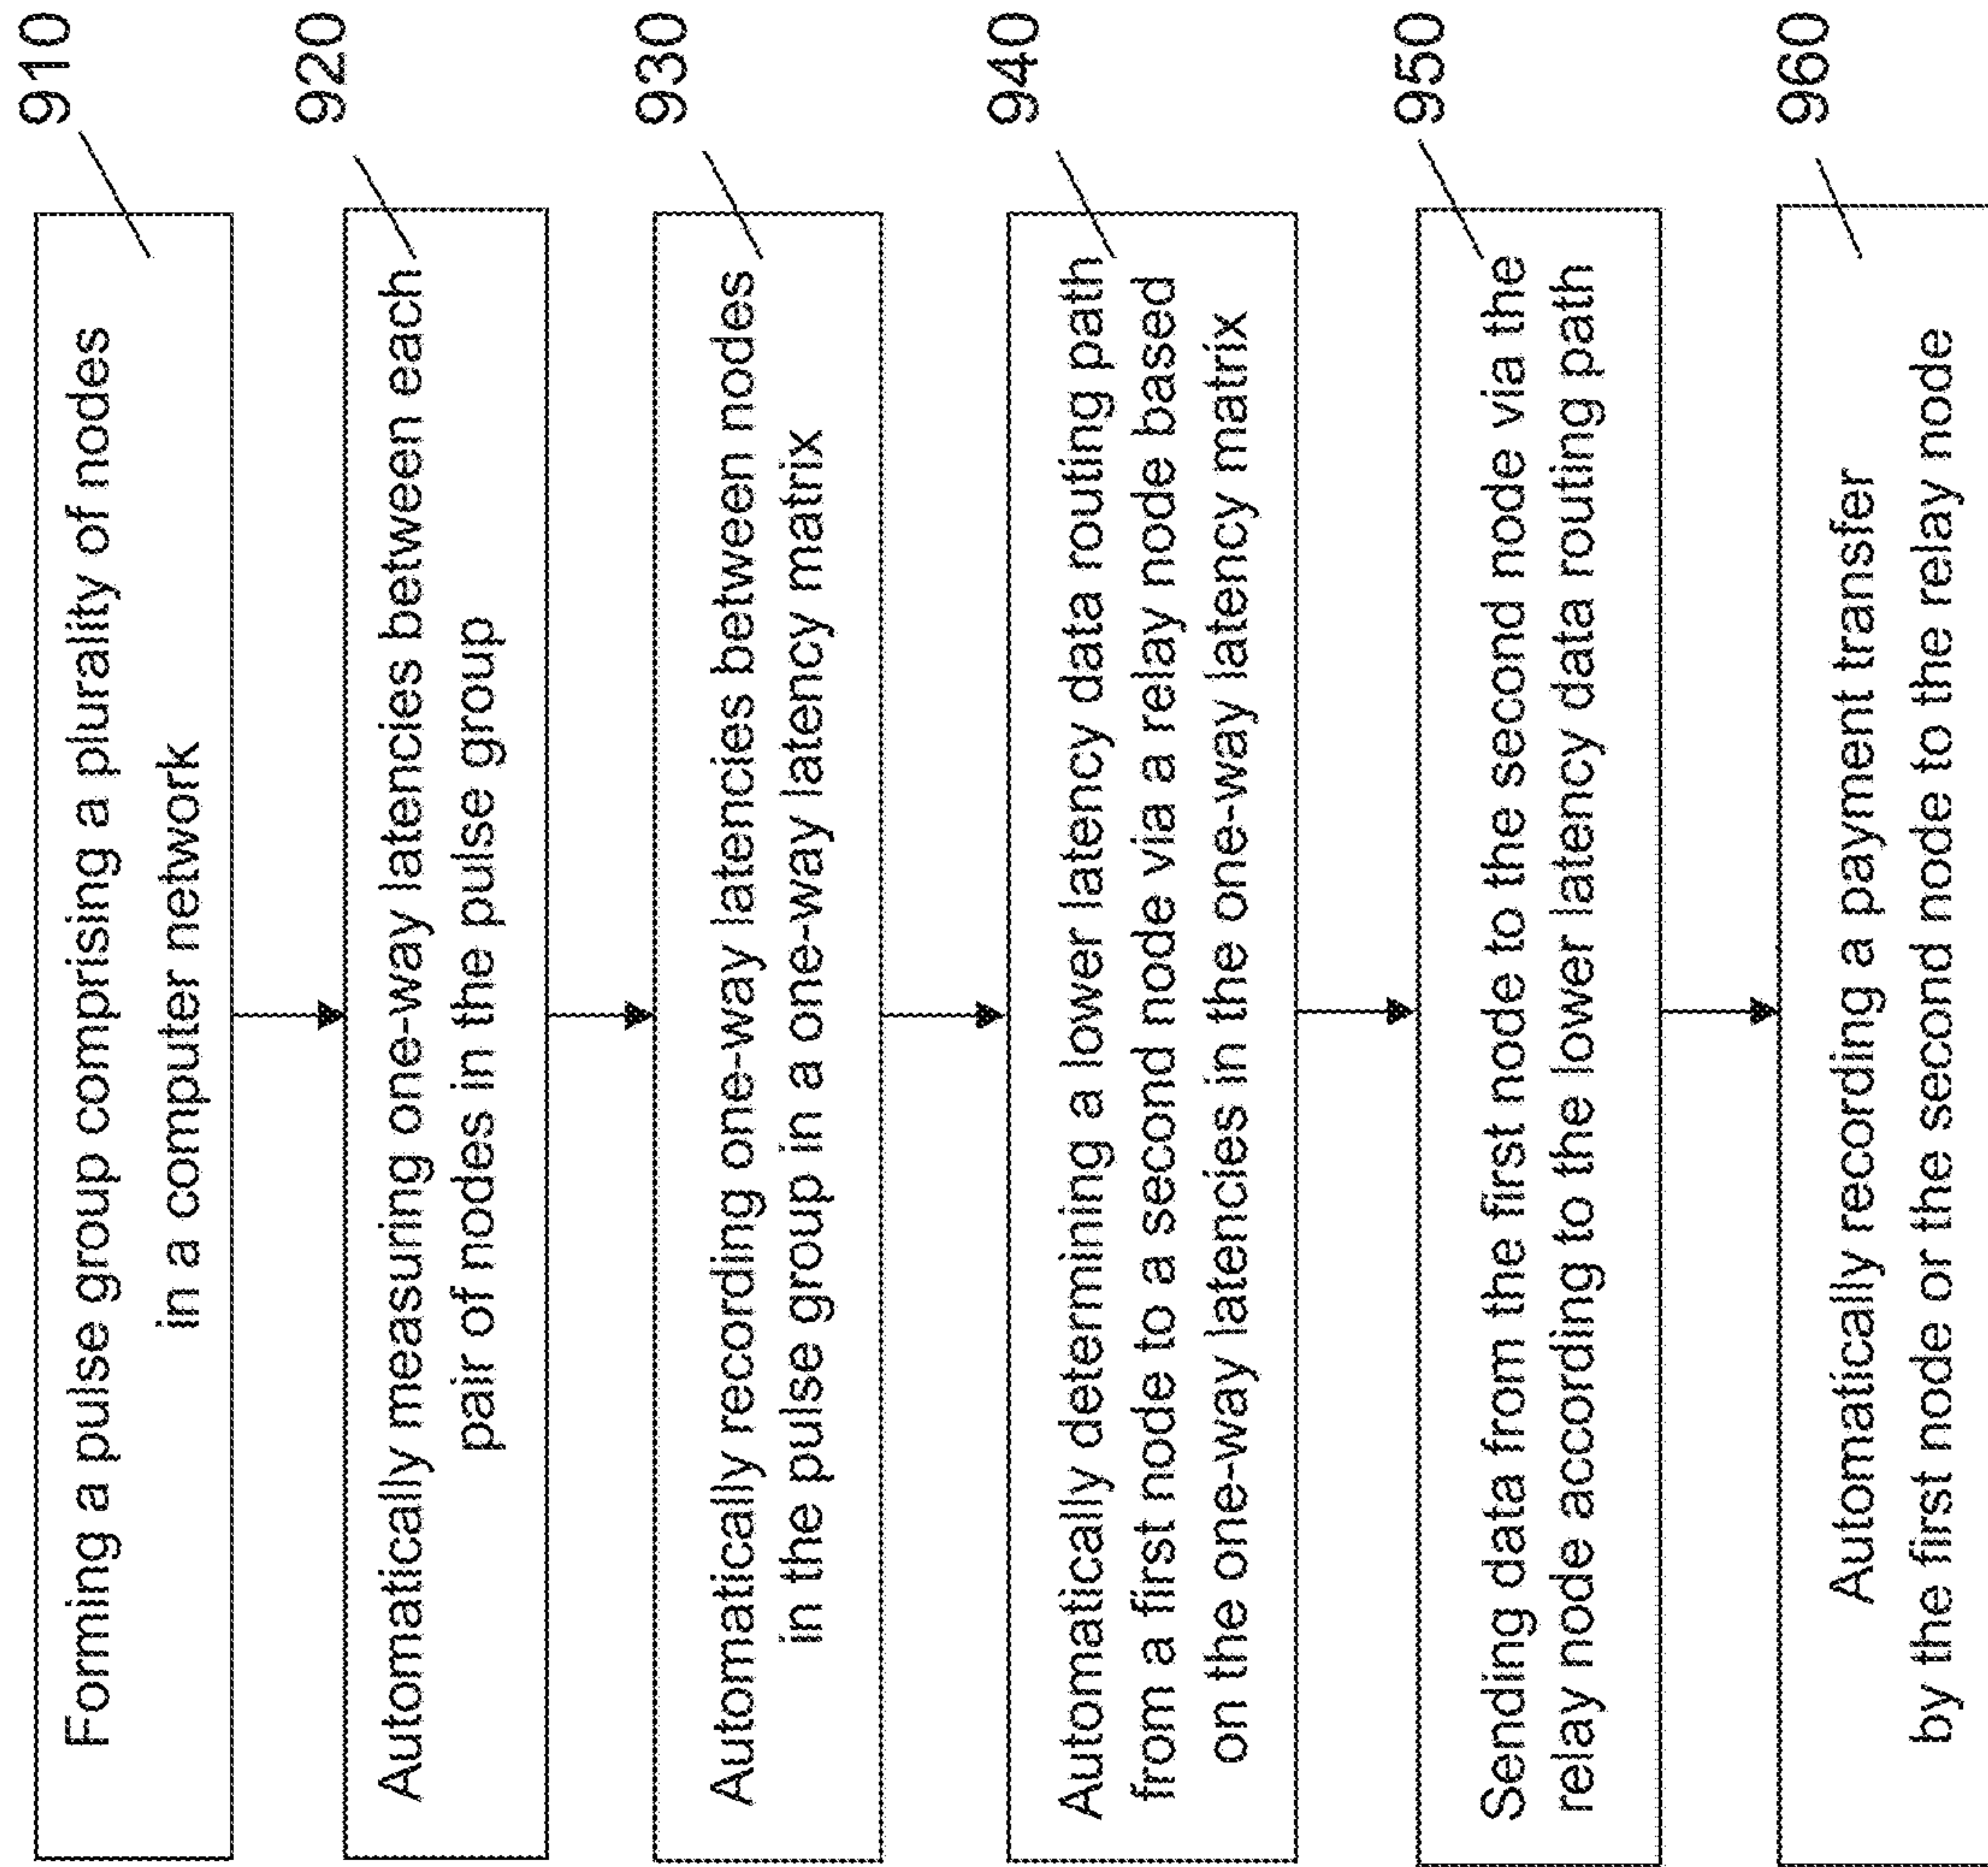 910
Forming a pulse group comprising a plurality of nodes
in a computer network
920
Automatically measuring one-way latencies between each
pair of nodes in the pulse group
930
Automatically recording one-way latencies between nodes
in the pulse group in a one-way latency matrix
940
Automatically determining a lower latency data routing path
from a first node to a second node via a relay node based
on the one-way latencies in the one-way latency matrix
950
Sending data from the first node to the second node via the
relay node according to the lower latency data routing path
960
Automatically recording a payment transfer
by the first node or the second node to the relay node